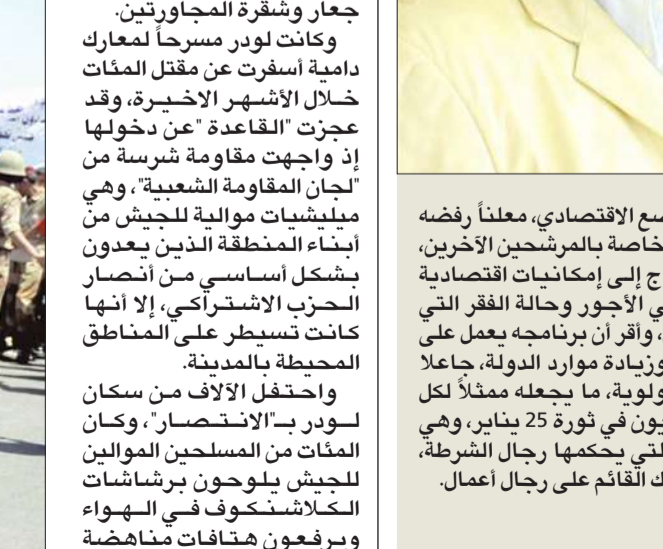 جعار وشقرة المجاورتين.
وكانت لودر مسرحاً لمعارك
دامية أسفرت عن مقتل المئات
خلال الأشهر الاخيرة، وقد
عجزت "القاعدة "عن دخولها
إذ واجهت مقاومة شرسة من
"لجان المقاومة الشعبية"، وهي
ميليشيات موالية للجيش من
أبناء المنطقة الذين يعدون
بشكل أساسي من أنصار
الحزب الاشتراكي، إلا أنها
كانت تسيطر على المناطق
المحيطة بالمدينة.
واحتفل الآلاف من سكان
لودر بـ"الانتصار"، وكان
المئات من المسلحين الموالين
للجيش يلوحون برشاشات
الكلاشنكوف في الهواء
ويرفعون هتافات مناهضة
الاقتصادي، معلناً رفضه
بالمرشحين الآخرين،
إلى إمكانيات اقتصادية
الأجور وحالة الفقر التي
وأقر أن برنامجه يعمل على
وزيادة موارد الدولة، جاعلا
ما يجعله ممثلاً لكل
في ثورة 25 يناير، وهي
يحكمها رجال الشرطة،
القائم على رجال أعمال.